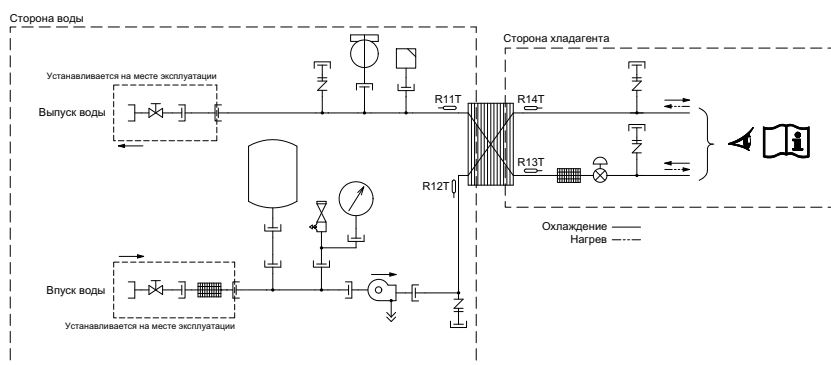 Сторона воды
Сторона хладагента
Устанавливается на месте эксплуатации
Выпуск воды
R11T
R14T
R13T
R12T
Охлаждение
Нагрев
Впуск воды
Устанавливается на месте эксплуатации